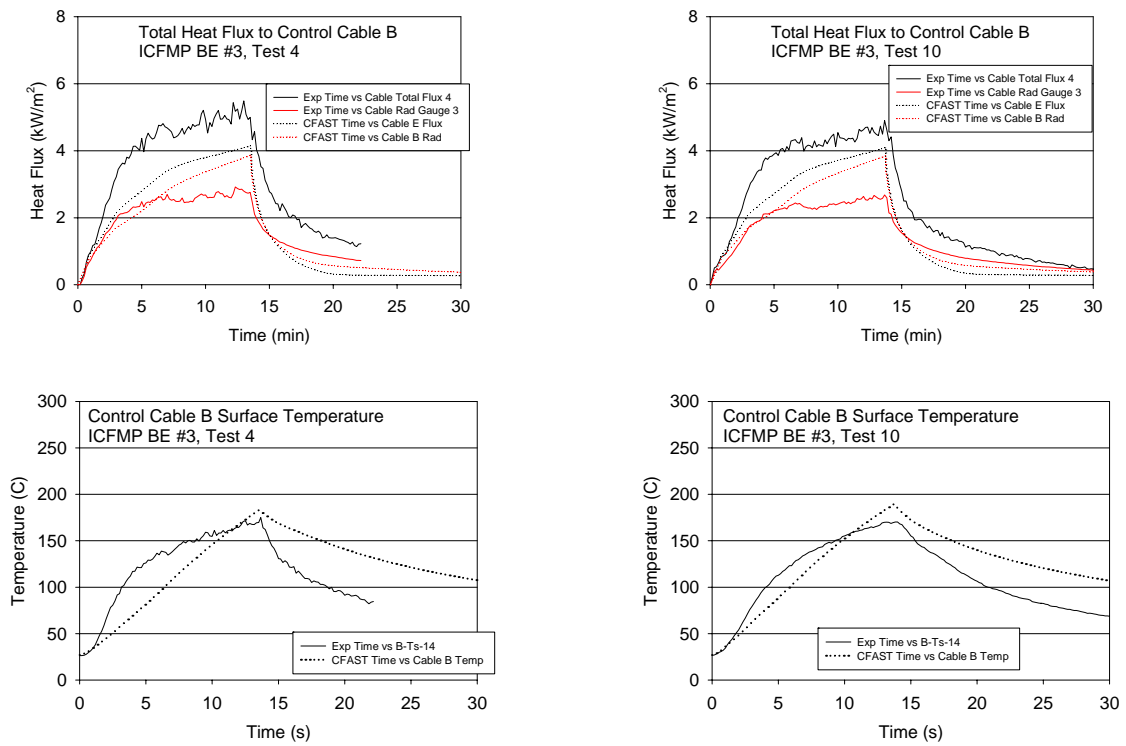 Total Heat Flux to Control Cable B
ICFMP BE #3, Test 4
8
6
4
2
0
Heat Flux (kW/m²)
Exp Time vs Cable Total Flux 4
Exp Time vs Cable Rad Gauge 3
CFAST Time vs Cable E Flux
CFAST Time vs Cable B Rad
0 5 10 15 20 25 30
Time (min)
Total Heat Flux to Control Cable B
ICFMP BE #3, Test 10
8
6
4
2
0
Heat Flux (kW/m²)
Exp Time vs Cable Total Flux 4
Exp Time vs Cable Rad Gauge 3
CFAST Time vs Cable E Flux
CFAST Time vs Cable B Rad
0 5 10 15 20 25 30
Time (min)
Control Cable B Surface Temperature
ICFMP BE #3, Test 4
300
250
200
150
100
50
0
Temperature (C)
Exp Time vs B-Ts-14
CFAST Time vs Cable B Temp
0 5 10 15 20 25 30
Time (s)
Control Cable B Surface Temperature
ICFMP BE #3, Test 10
300
250
200
150
100
50
0
Temperature (C)
Exp Time vs B-Ts-14
CFAST Time vs Cable B Temp
0 5 10 15 20 25 30
Time (s)